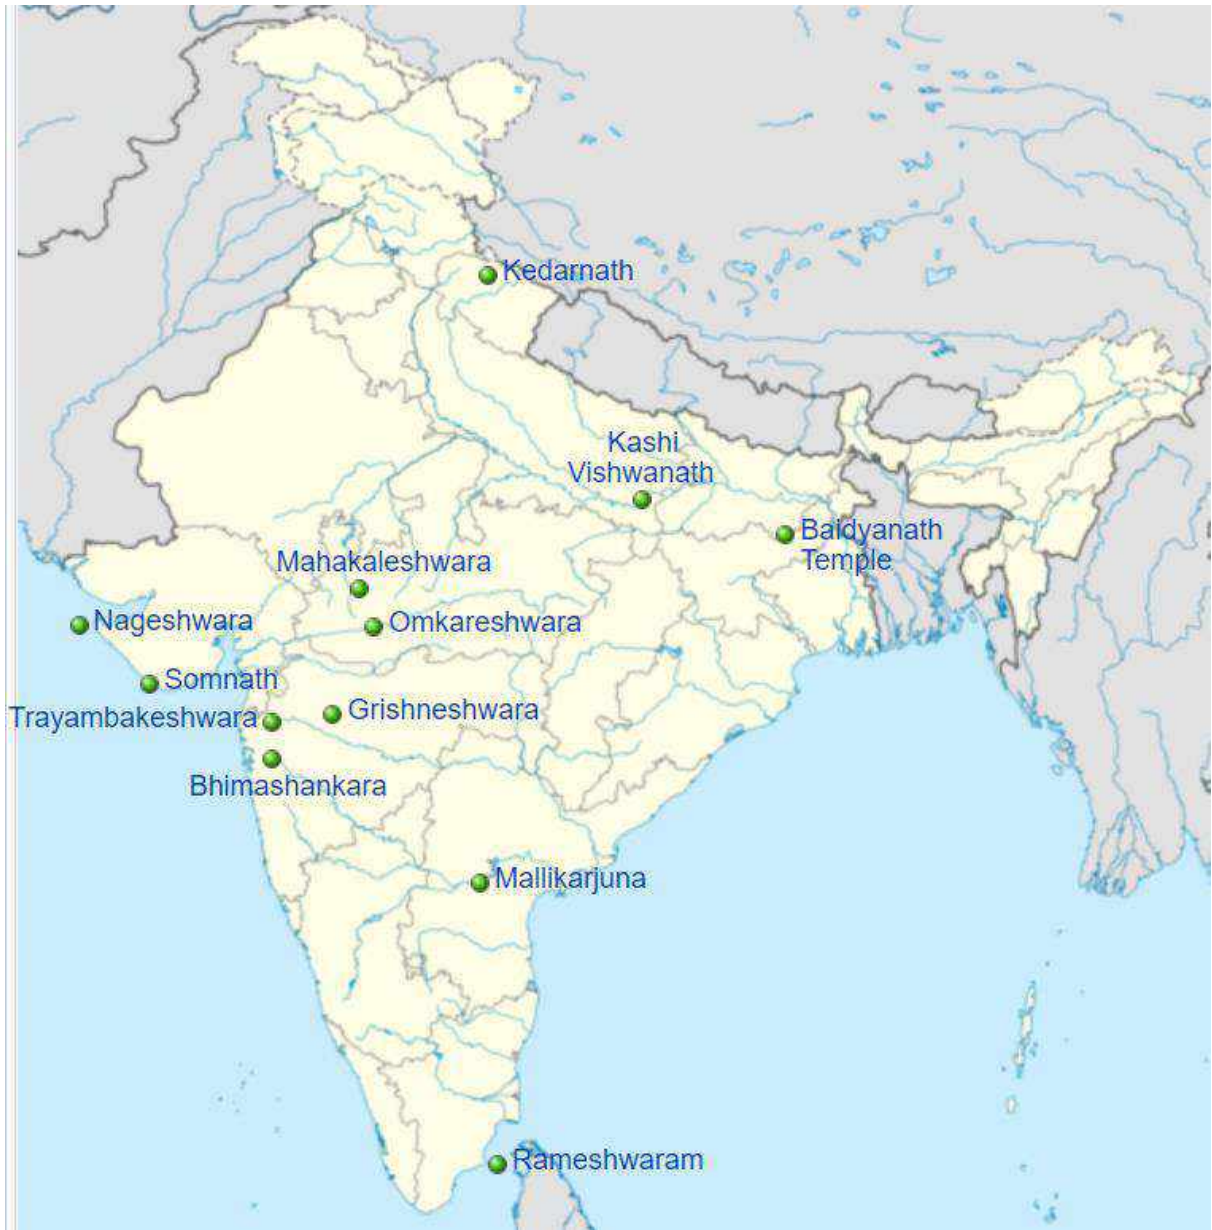 Kedarnath
Kashi
Vishwanath
Baidyanath
Temple
Mahakaleshwara
Nageshwara
Omkareshwara
Somnath
Trayambakeshwara
Grishneshwara
Bhimashankara
Mallikarjuna
Rameshwaram